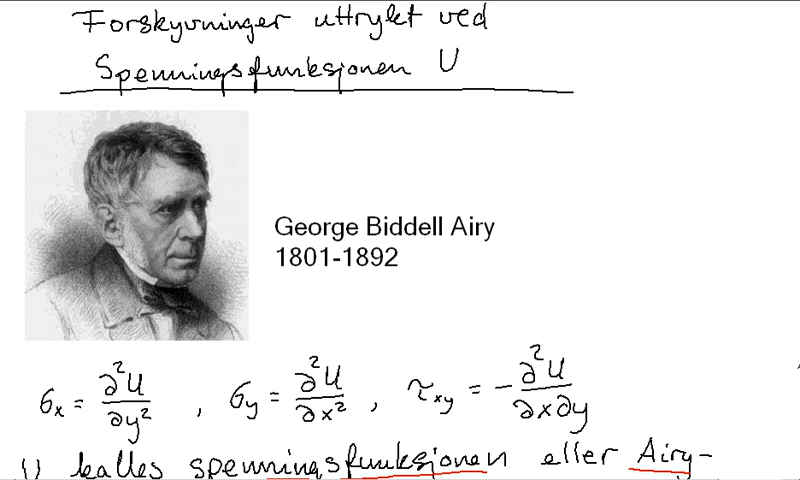 Forskyvninger uttrykt ved
Spenningsfunksjonen U
George Biddell Airy
1801-1892
σx = ∂²U/∂y² , σy = ∂²U/∂x² , τxy = -∂²U/∂x∂y
U kalles spenningsfunksjonen eller Airy-